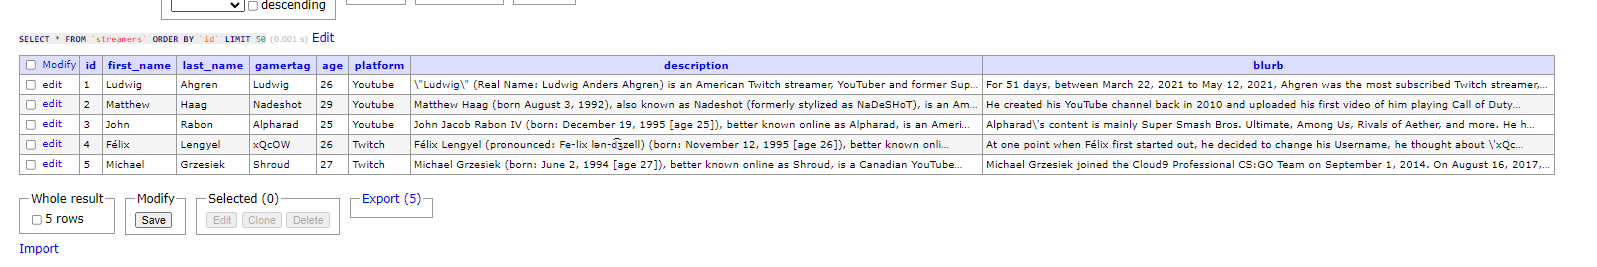 descending
SELECT * FROM `streamers` ORDER BY `id` LIMIT 50 (0.001 s) Edit
Modify id first_name last_name gamertag age platform description blurb
edit 1 Ludwig Ahgren Ludwig 26 Youtube \"Ludwig\" (Real Name: Ludwig Anders Ahgren) is an American Twitch streamer, YouTuber and former Sup... For 51 days, between March 22, 2021 to May 12, 2021, Ahgren was the most subscribed Twitch streamer,...
edit 2 Matthew Haag Nadeshot 29 Youtube Matthew Haag (born August 3, 1992), also known as Nadeshot (formerly stylized as NaDeSHoT), is an Am... He created his YouTube channel back in 2010 and uploaded his first video of him playing Call of Duty...
edit 3 John Rabon Alpharad 25 Youtube John Jacob Rabon IV (born: December 19, 1995 [age 25]), better known online as Alpharad, is an Ameri... Alpharad\'s content is mainly Super Smash Bros. Ultimate, Among Us, Rivals of Aether, and more. He h...
edit 4 Félix Lengyel xQcOW 26 Twitch Félix Lengyel (pronounced: Fe-lix lən-d͡ʒzell) (born: November 12, 1995 [age 26]), better known onli... At one point when Félix first started out, he decided to change his Username, he thought about \'xQc...
edit 5 Michael Grzesiek Shroud 27 Twitch Michael Grzesiek (born: June 2, 1994 [age 27]), better known online as Shroud, is a Canadian YouTube... Michael Grzesiek joined the Cloud9 Professional CS:GO Team on September 1, 2014. On August 16, 2017,...
Whole result Modify Selected (0) Export (5)
5 rows Save Edit Clone Delete
Import